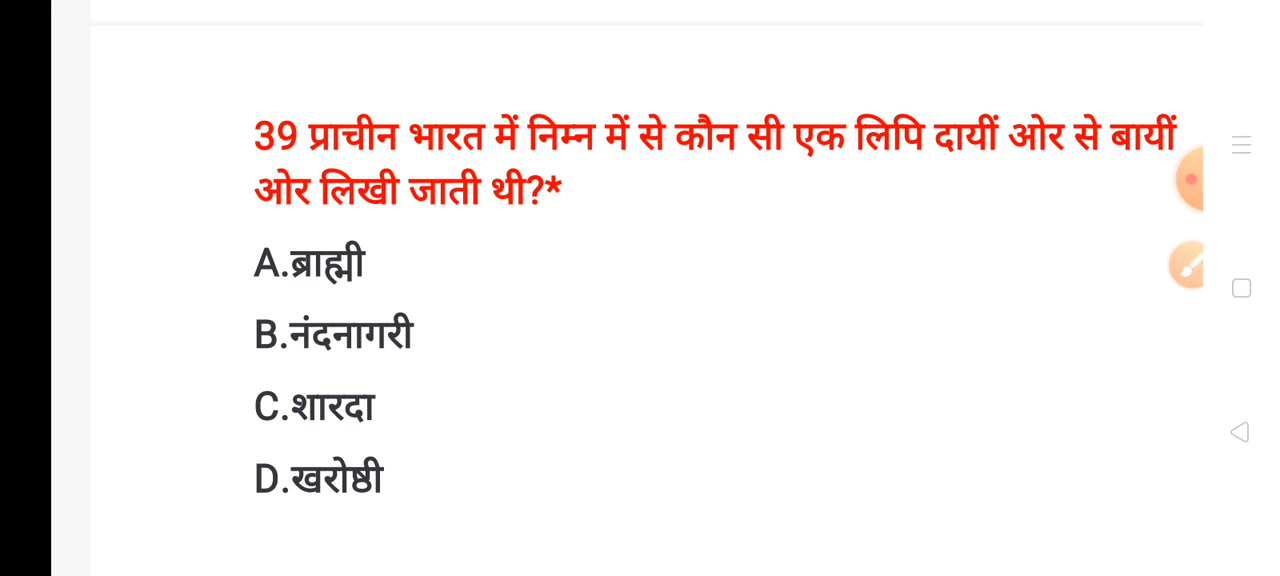 39 प्राचीन भारत में निम्न में से कौन सी एक लिपि दायीं ओर से बायीं
ओर लिखी जाती थी?*
A.ब्राह्मी
B.नंदनागरी
C.शारदा
D.खरोष्ठी